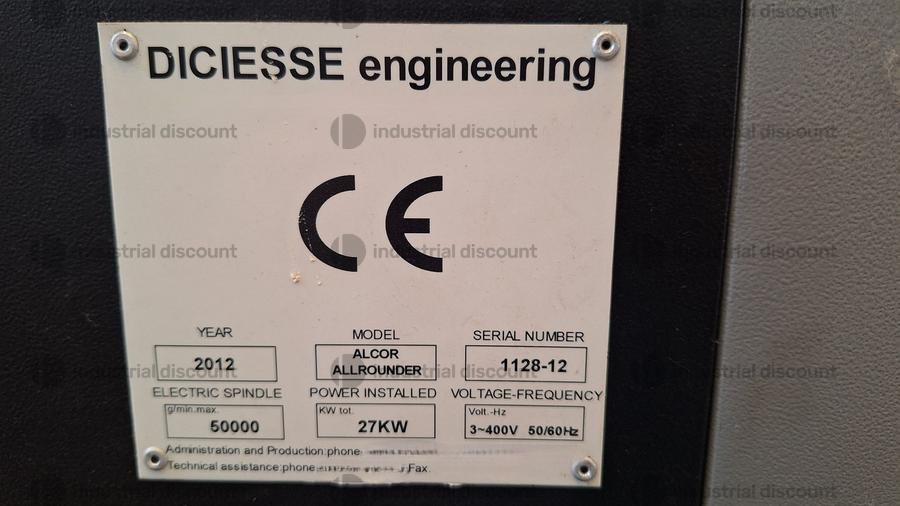 DICIESSE engineering
CE
YEAR
2012
MODEL
ALCOR
ALLROUNDER
SERIAL NUMBER
1128-12
ELECTRIC SPINDLE
g/min.max.
50000
POWER INSTALLED
KW tot.
27KW
VOLTAGE-FREQUENCY
Volt.-Hz
3~400V 50/60Hz
Administration and Production:phone
Technical assistance:phone Fax.
industrial discount